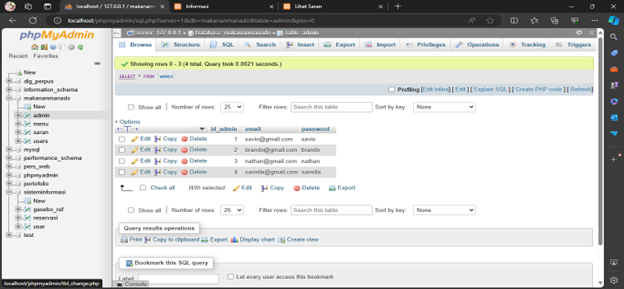 localhost / 127.0.0.1 / makan
Informasi
Lihat Saran
localhost/phpmyadmin/sql.php?server=1&db=makananmanado&table=admin&pos=0
phpMyAdmin
Recent Favorites
New
dig_perpus
information_schema
makananmanado
New
admin
menu
saran
users
mysql
performance_schema
pers_web
phpmyadmin
portofolio
sisteminformasi
New
gasebo_ref
reservasi
user
test
localhost/phpmyadmin/tbl_change.php...
Server: 127.0.0.1 » Database: makananmanado » Table: admin
Browse Structure SQL Search Insert Export Import Privileges Operations Tracking Triggers
Showing rows 0 - 3 (4 total, Query took 0.0021 seconds.)
SELECT * FROM `admin`
Profiling [Edit inline] [ Edit ] [ Explain SQL ] [ Create PHP code ] [ Refresh]
Show all Number of rows: 25 Filter rows: Search this table Sort by key: None
+ Options
id_admin email password
Edit Copy Delete 1 savio@gmail.com savio
Edit Copy Delete 2 brando@gmail.com brando
Edit Copy Delete 3 nathan@gmail.com nathan
Edit Copy Delete 4 sarmila@gmail.com sarmila
Check all With selected: Edit Copy Delete Export
Show all Number of rows: 25 Filter rows: Search this table Sort by key: None
Query results operations
Print Copy to clipboard Export Display chart Create view
Bookmark this SQL query
Label: Let every user access this bookmark
Console